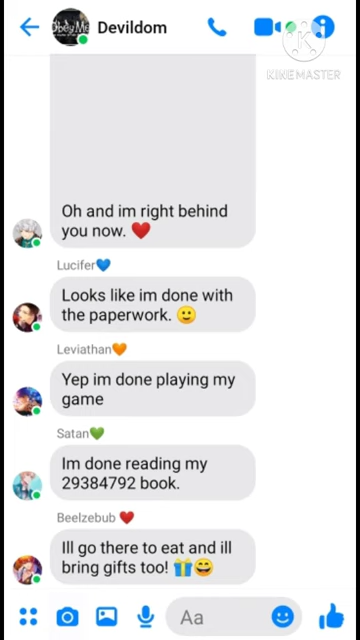 Obey Me
Devildom
KINEMASTER
Oh and im right behind
you now. ❤️
Lucifer💙
Looks like im done with
the paperwork. 🙂
Leviathan🧡
Yep im done playing my
game
Satan💚
Im done reading my
29384792 book.
Beelzebub ❤️
Ill go there to eat and ill
bring gifts too! 🎁😄
Aa